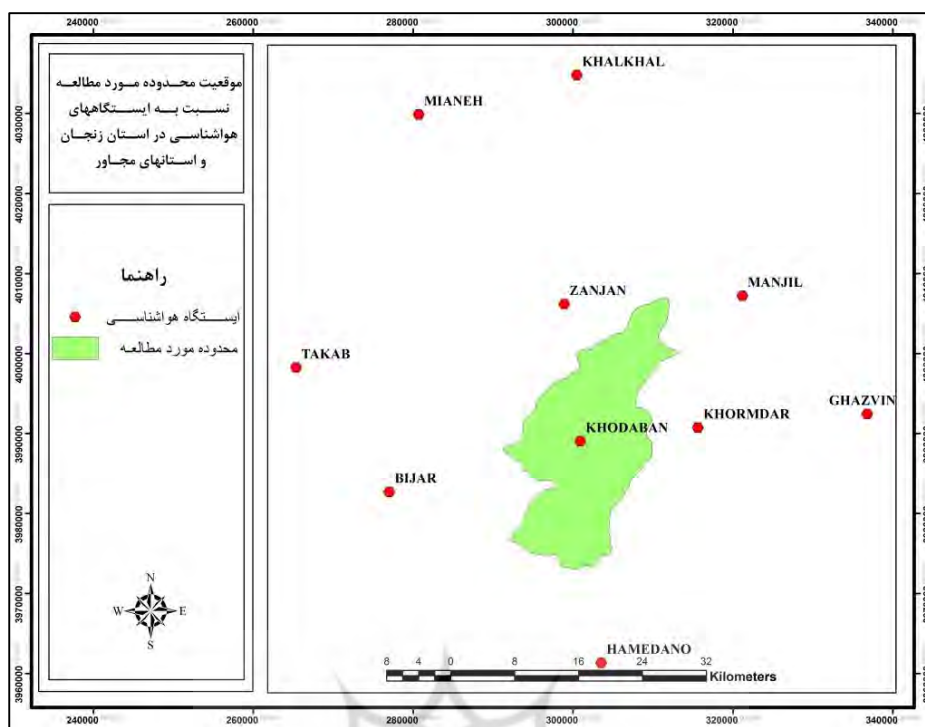 240000 260000 280000 300000 320000 340000
موقعیت محدوده مورد مطالعه
نسبت به ایستگاههای
هواشناسی در استان زنجان
و استانهای مجاور
راهنما
ایستگاه هواشناسی
محدوده مورد مطالعه
N
W E
S
KHALKHAL
MIANEH
ZANJAN
MANJIL
TAKAB
GHAZVIN
KHORMDAR
KHODABAN
BIJAR
HAMEDANO
8 4 0 8 16 24 32
Kilometers
4030000
4020000
4010000
4000000
3990000
3980000
3970000
3960000
240000 260000 280000 300000 320000 340000